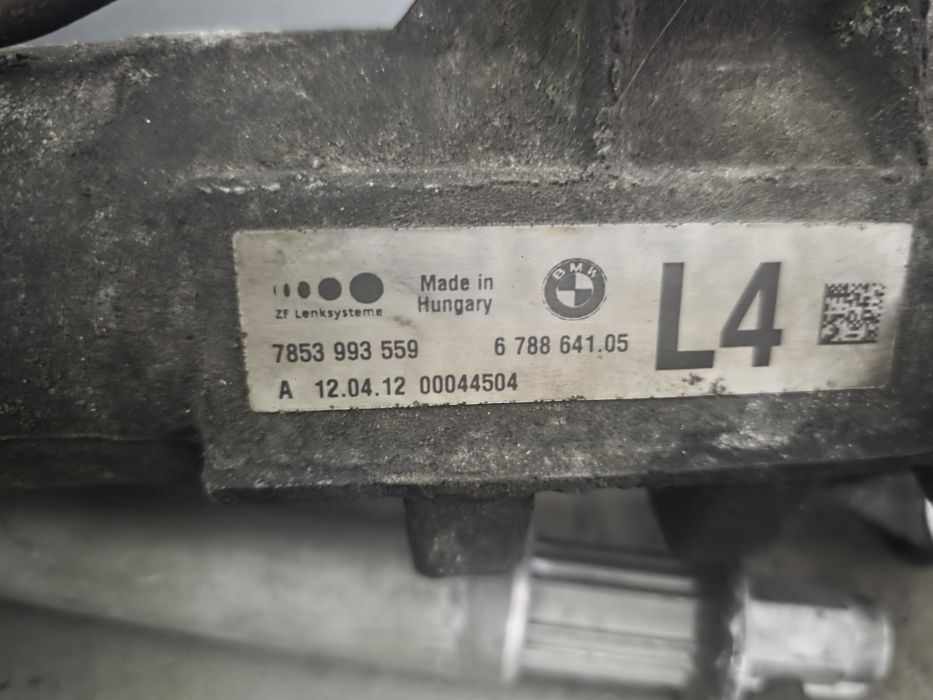 ZF Lenksysteme
Made in
Hungary
BMW
L4
7853 993 559
6 788 641.05
A 12.04.12 00044504